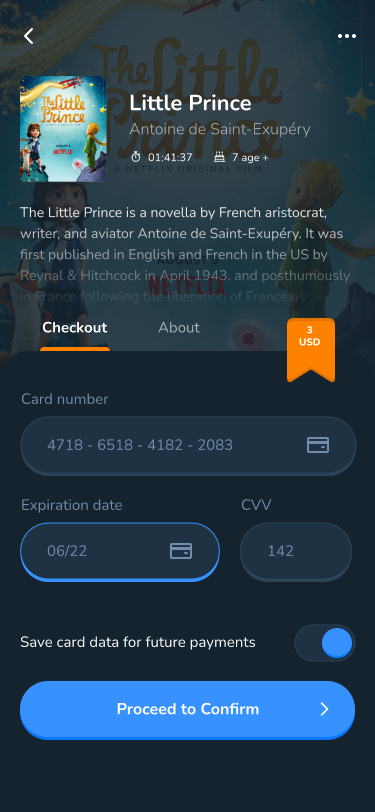 The
Little
Prince
AUGUST 5
NETFLIX
Little Prince
Antoine de Saint-Exupéry
01:41:37
7 age +
A NETFLIX ORIGINAL FILM
The Little Prince is a novella by French aristocrat,
writer, and aviator Antoine de Saint-Exupéry. It was
first published in English and French in the US by
Reynal & Hitchcock in April 1943, and posthumously
in France following the liberation of France as
NETFLIX
Checkout
About
3
USD
Card number
4718 - 6518 - 4182 - 2083
Expiration date
CVV
06/22
142
Save card data for future payments
Proceed to Confirm